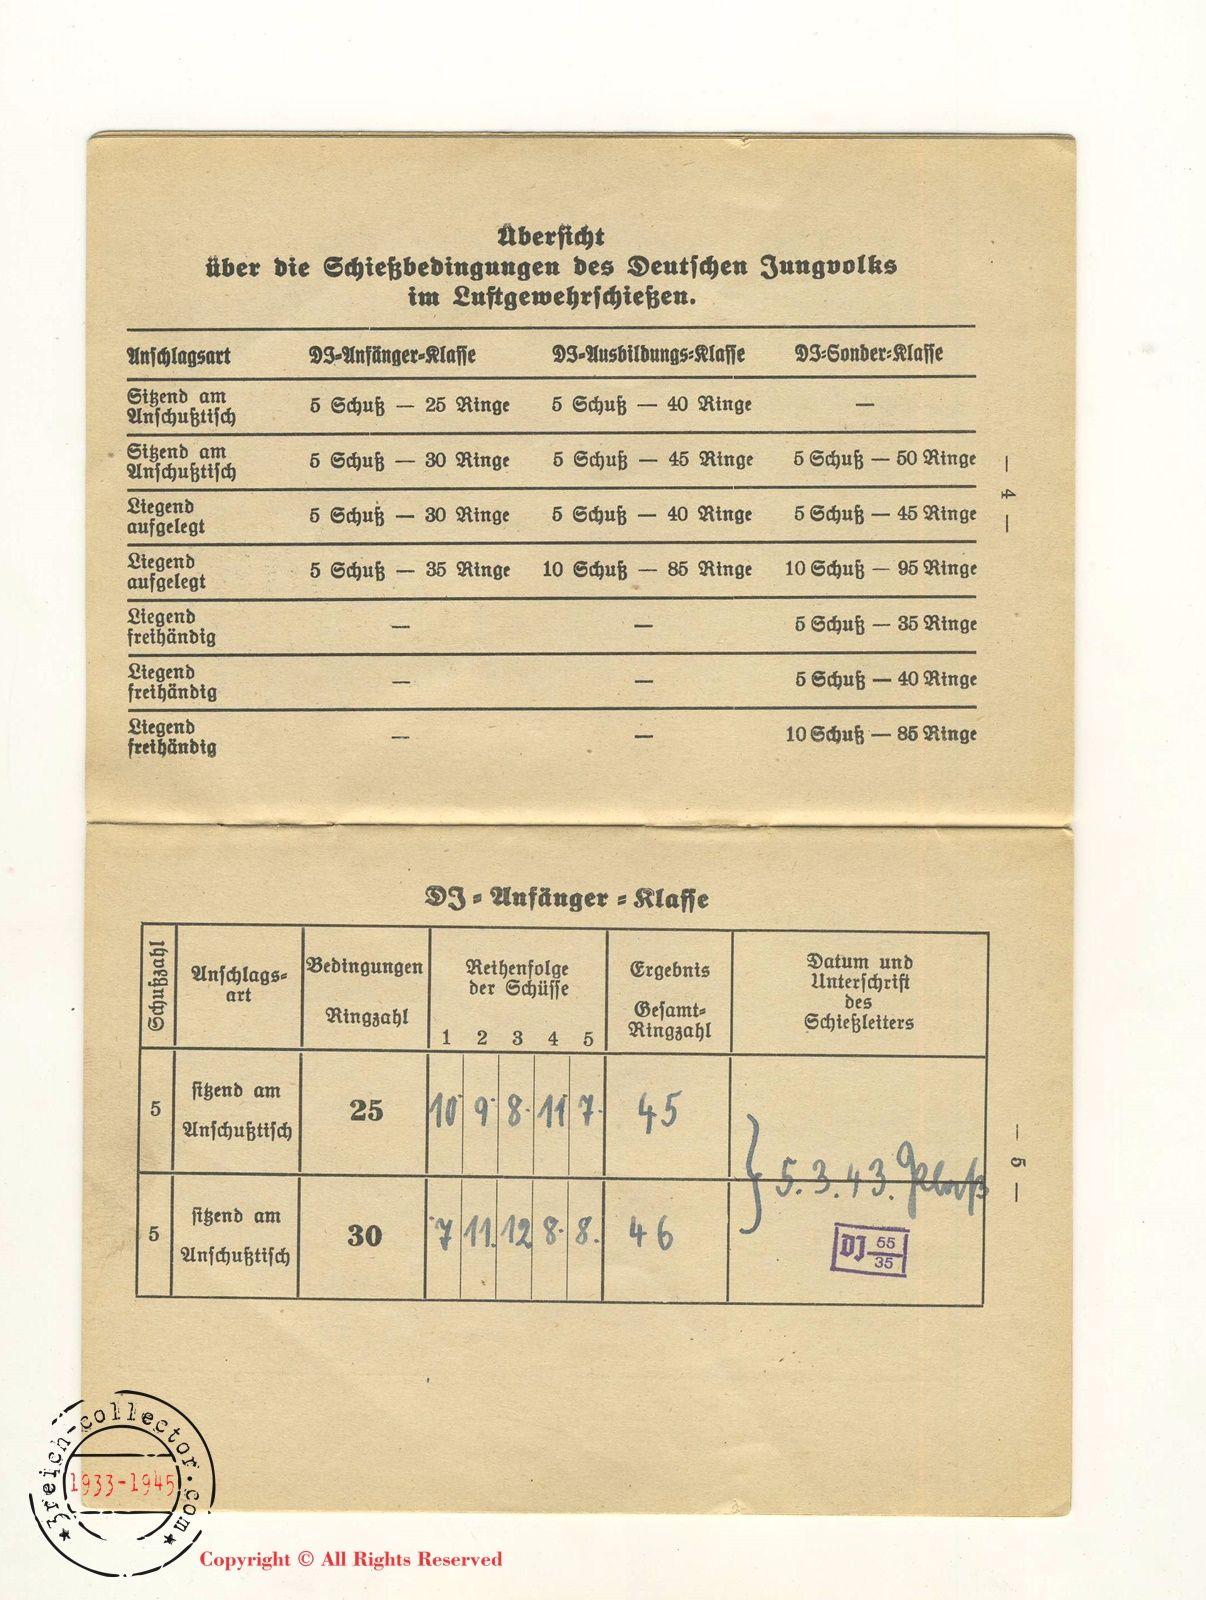 Übersicht
über die Schießbedingungen des Deutschen Jungvolks
im Luftgewehrschießen.
Anschlagsart DJ-Anfänger-Klasse DJ-Ausbildungs-Klasse DJ-Sonder-Klasse
Sitzend am
Anschußtisch 5 Schuß — 25 Ringe 5 Schuß — 40 Ringe —
Sitzend am
Anschußtisch 5 Schuß — 30 Ringe 5 Schuß — 45 Ringe 5 Schuß — 50 Ringe
Liegend
aufgelegt 5 Schuß — 30 Ringe 5 Schuß — 40 Ringe 5 Schuß — 45 Ringe
Liegend
aufgelegt 5 Schuß — 35 Ringe 10 Schuß — 85 Ringe 10 Schuß — 95 Ringe
Liegend
freihändig — — 5 Schuß — 35 Ringe
Liegend
freihändig — — 5 Schuß — 40 Ringe
Liegend
freihändig — — 10 Schuß — 85 Ringe
— 4 —
DJ-Anfänger-Klasse
Schußzahl
Anschlags-
art
Bedingungen
Ringzahl
Reihenfolge
der Schüsse
1 2 3 4 5
Ergebnis
Gesamt-
Ringzahl
Datum und
Unterschrift
des
Schießleiters
5
sitzend am
Anschußtisch
25
10 9 8 11 7
45
5
sitzend am
Anschußtisch
30
7 11 12 8 8
46
} 5.3.43.
DJ 55
35
— 5 —
3reich-collector.com
1933-1945
Copyright © All Rights Reserved